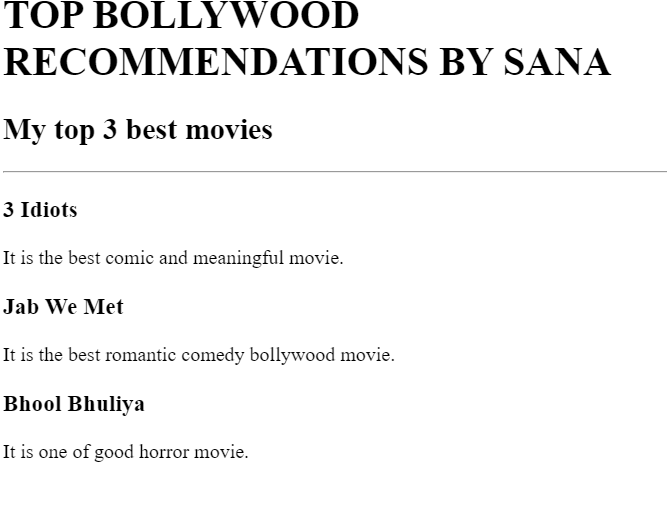 TOP BOLLYWOOD
RECOMMENDATIONS BY SANA
My top 3 best movies
3 Idiots
It is the best comic and meaningful movie.
Jab We Met
It is the best romantic comedy bollywood movie.
Bhool Bhuliya
It is one of good horror movie.